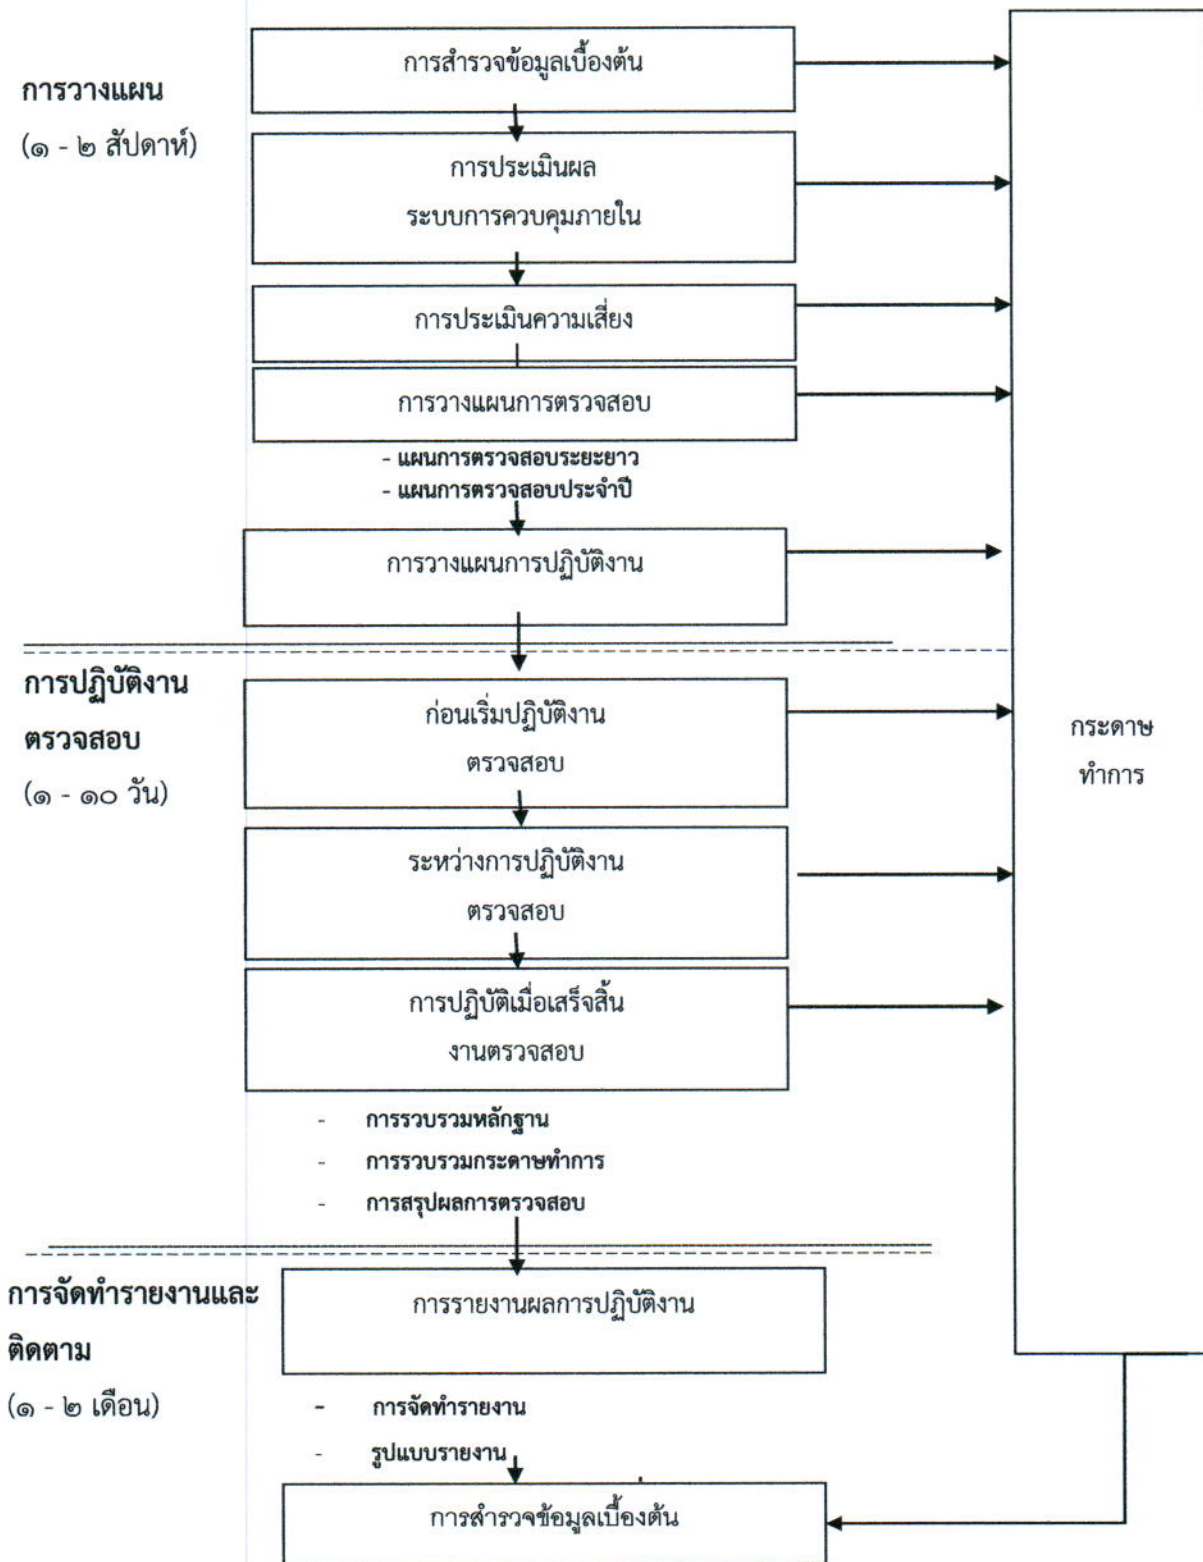 การวางแผน
(๑ - ๒ สัปดาห์)
การสำรวจข้อมูลเบื้องต้น
การประเมินผล
ระบบการควบคุมภายใน
การประเมินความเสี่ยง
การวางแผนการตรวจสอบ
- แผนการตรวจสอบระยะยาว
- แผนการตรวจสอบประจำปี
การวางแผนการปฏิบัติงาน
การปฏิบัติงาน
ตรวจสอบ
(๑ - ๑๐ วัน)
ก่อนเริ่มปฏิบัติงาน
ตรวจสอบ
ระหว่างการปฏิบัติงาน
ตรวจสอบ
การปฏิบัติเมื่อเสร็จสิ้น
งานตรวจสอบ
- การรวบรวมหลักฐาน
- การรวบรวมกระดาษทำการ
- การสรุปผลการตรวจสอบ
กระดาษ
ทำการ
การจัดทำรายงานและ
ติดตาม
(๑ - ๒ เดือน)
การรายงานผลการปฏิบัติงาน
- การจัดทำรายงาน
- รูปแบบรายงาน
การสำรวจข้อมูลเบื้องต้น